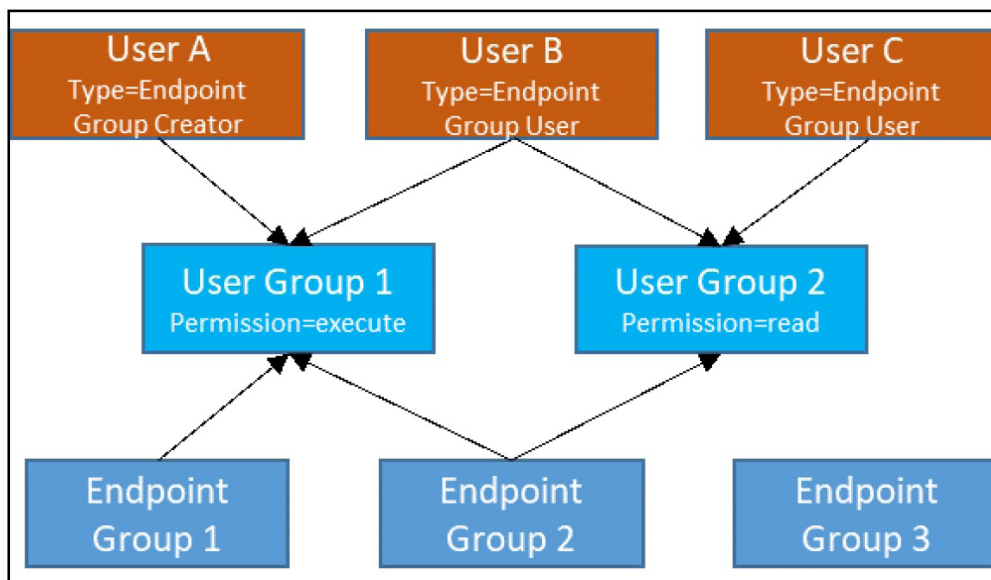 User A
Type=Endpoint
Group Creator
User B
Type=Endpoint
Group User
User C
Type=Endpoint
Group User
User Group 1
Permission=execute
User Group 2
Permission=read
Endpoint
Group 1
Endpoint
Group 2
Endpoint
Group 3